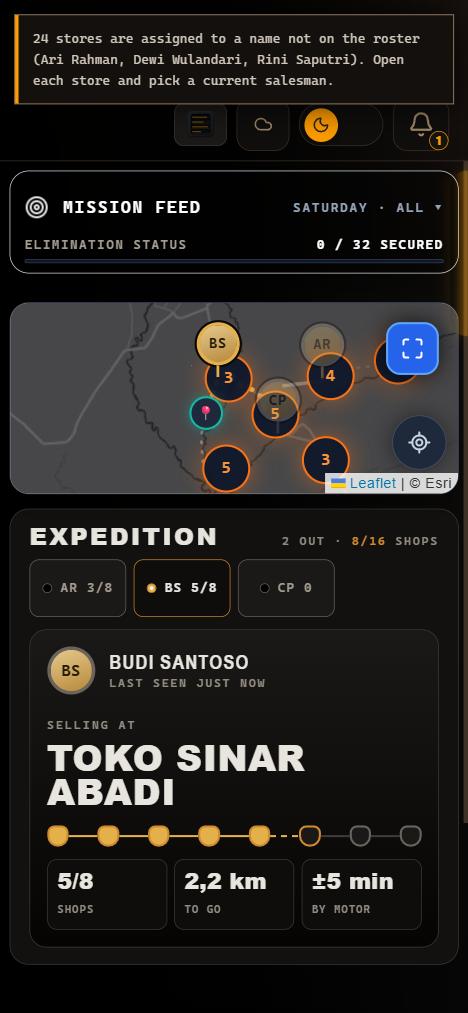 24 stores are assigned to a name not on the roster
(Ari Rahman, Dewi Wulandari, Rini Saputri). Open
each store and pick a current salesman.
1
MISSION FEED
SATURDAY · ALL ▾
ELIMINATION STATUS
0 / 32 SECURED
BS
AR
3
4
CP
5
5
3
Leaflet | © Esri
EXPEDITION
2 OUT · 8/16 SHOPS
AR 3/8
BS 5/8
CP 0
BS
BUDI SANTOSO
LAST SEEN JUST NOW
SELLING AT
TOKO SINAR
ABADI
5/8
SHOPS
2,2 km
TO GO
±5 min
BY MOTOR